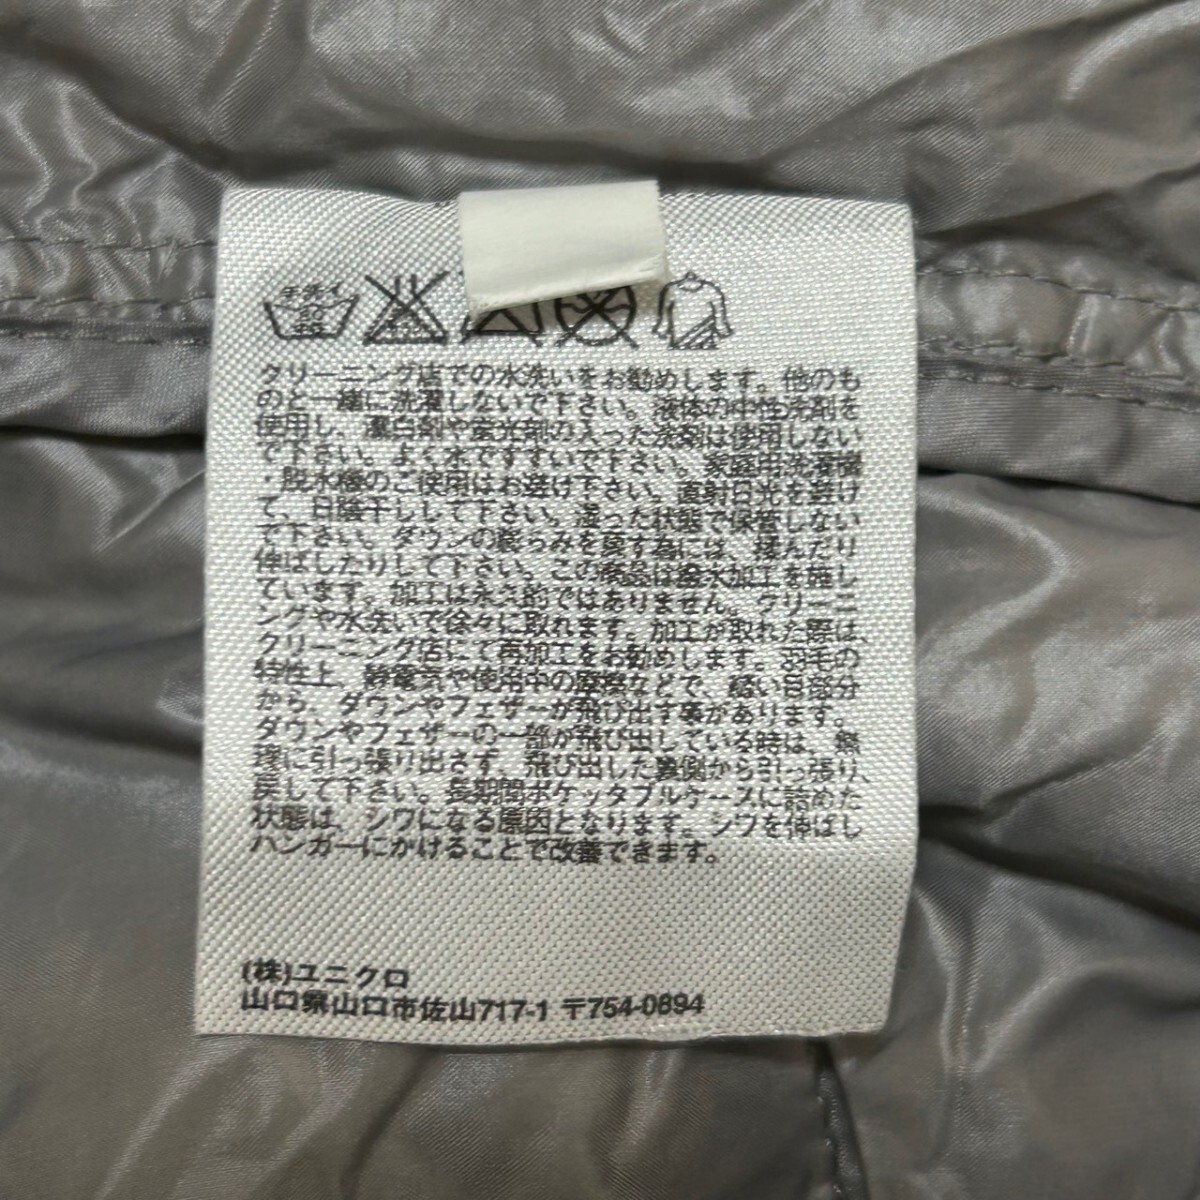 手洗イ
30
中性
クリーニング店での水洗いをお勧めします。他のも
のと一緒に洗濯しないで下さい。液体の中性洗剤を
使用し、漂白剤や蛍光剤の入った洗剤は使用しない
で下さい。よく水ですすいで下さい。家庭用洗濯機
・脱水機のご使用はお避け下さい。直射日光を避け
て、日陰干しして下さい。湿った状態で保管しない
で下さい。ダウンの膨らみを戻す為には、揉んだり
伸ばしたりして下さい。この商品は撥水加工を施し
ています。加工は永久的ではありません。クリーニ
ングや水洗いで徐々に取れます。加工が取れた際は、
クリーニング店にて再加工をお勧めします。羽毛の
特性上、静電気や使用中の摩擦などで、縫い目部分
から、ダウンやフェザーが飛び出す事があります。
ダウンやフェザーの一部が飛び出している時は、無
理に引っ張り出さず、飛び出した裏側から引っ張り、
戻して下さい。長期間ポケッタブルケースに詰めた
状態は、シワになる原因となります。シワを伸ばし
ハンガーにかけることで改善できます。
(株)ユニクロ
山口県山口市佐山717-1 〒754-0894